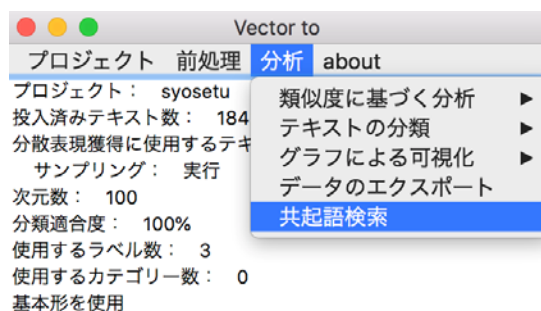 Vector to
プロジェクト 前処理 分析 about
プロジェクト： syosetu
投入済みテキスト数： 184
分散表現獲得に使用するテキ
サンプリング： 実行
次元数： 100
分類適合度： 100%
使用するラベル数： 3
使用するカテゴリー数： 0
基本形を使用
類似度に基づく分析
テキストの分類
グラフによる可視化
データのエクスポート
共起語検索